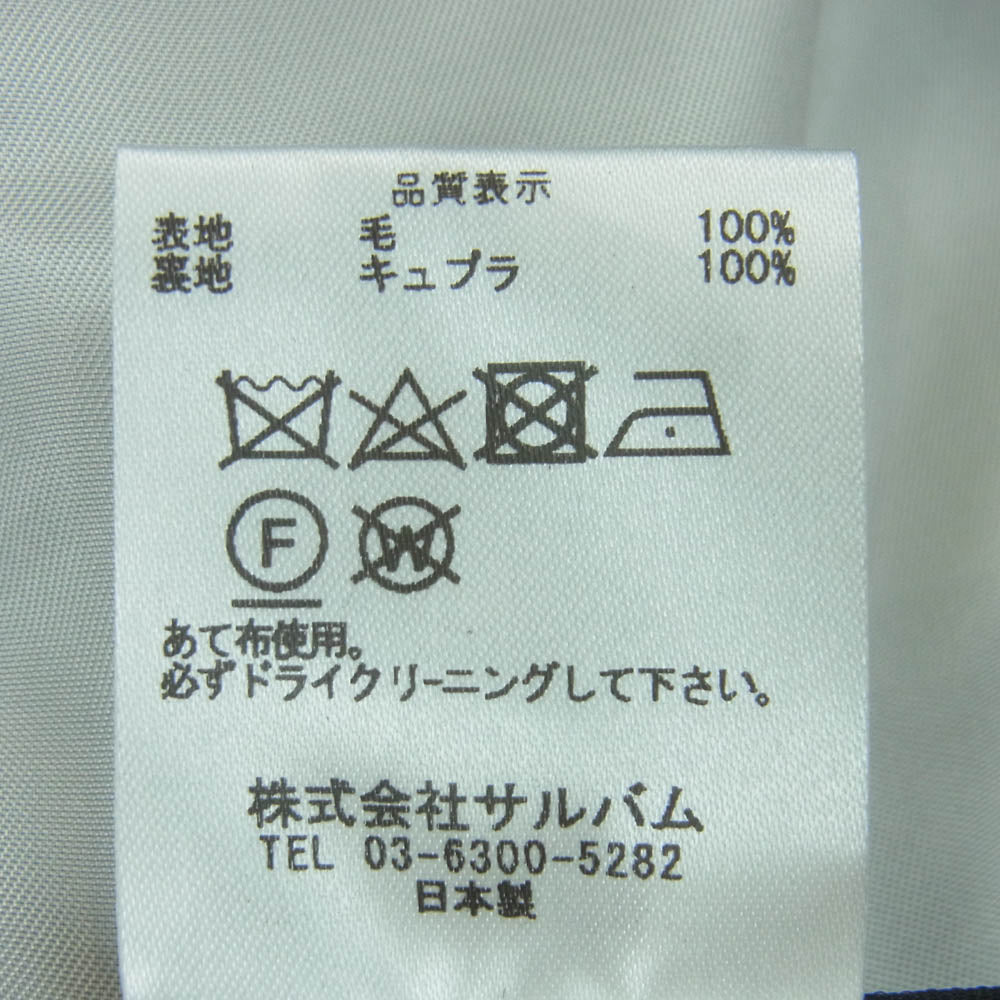 品質表示
表地 毛 100%
裏地 キュプラ 100%
F W
あて布使用。
必ずドライクリーニングして下さい。
株式会社サルバム
TEL 03-6300-5282
日本製